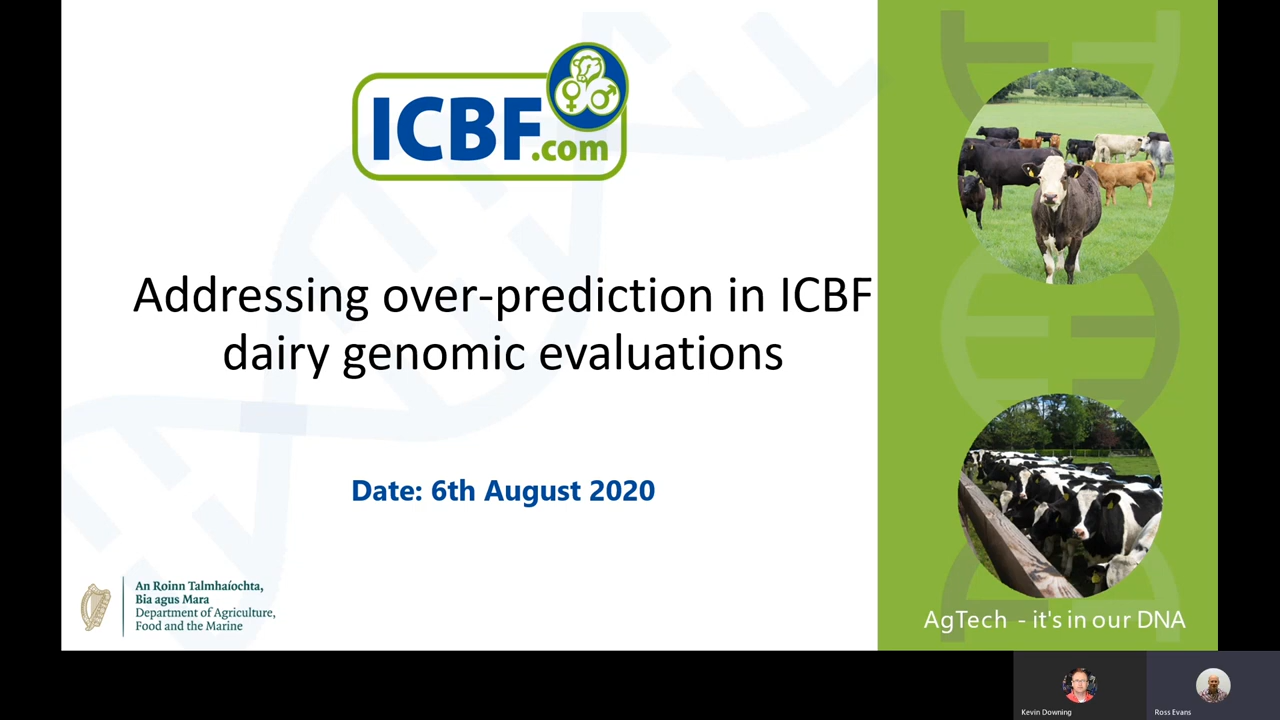 ICBF.com
Addressing over-prediction in ICBF
dairy genomic evaluations
Date: 6th August 2020
An Roinn Talmhaíochta,
Bia agus Mara
Department of Agriculture,
Food and the Marine
AgTech - it's in our DNA
Kevin Downing
Ross Evans